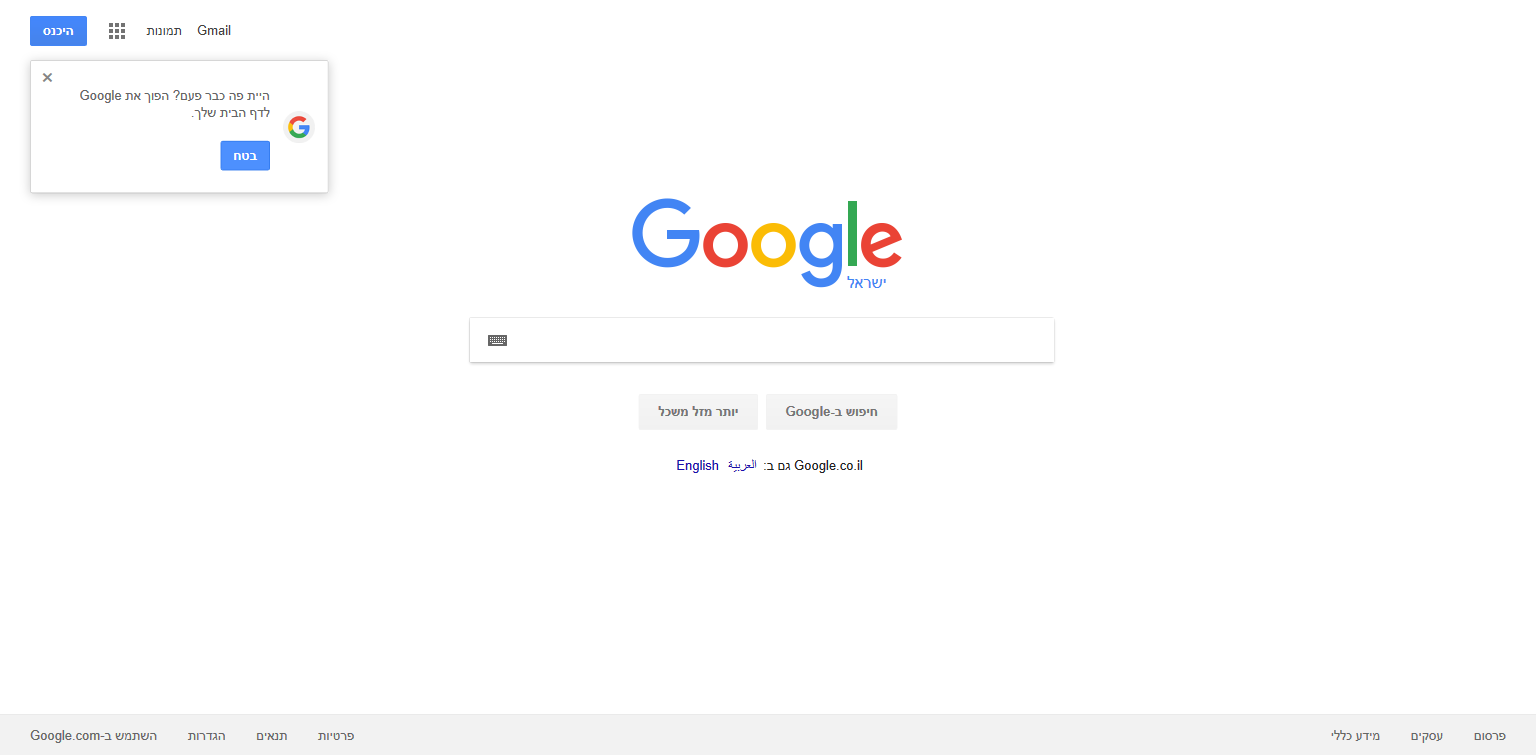 Gmail
תמונות
היכנס
היית פה כבר פעם? הפוך את Google
לדף הבית שלך.
בטח
Google
ישראל
חיפוש ב-Google
יותר מזל משכל
Google.co.il גם ב: العربية English
פרסום
עסקים
מידע כללי
פרטיות
תנאים
הגדרות
השתמש ב-Google.com